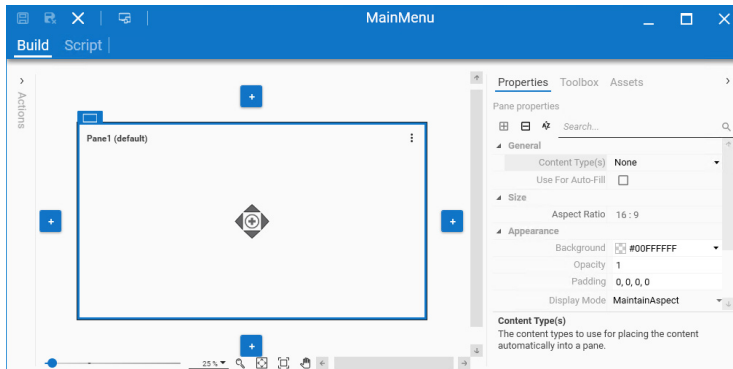 MainMenu
Build Script
Actions
Pane1 (default)
25 %
Properties Toolbox Assets
Pane properties
Search...
General
Content Type(s) None
Use For Auto-Fill
Size
Aspect Ratio 16 : 9
Appearance
Background #00FFFFFF
Opacity 1
Padding 0, 0, 0, 0
Display Mode MaintainAspect
Content Type(s)
The content types to use for placing the content
automatically into a pane.